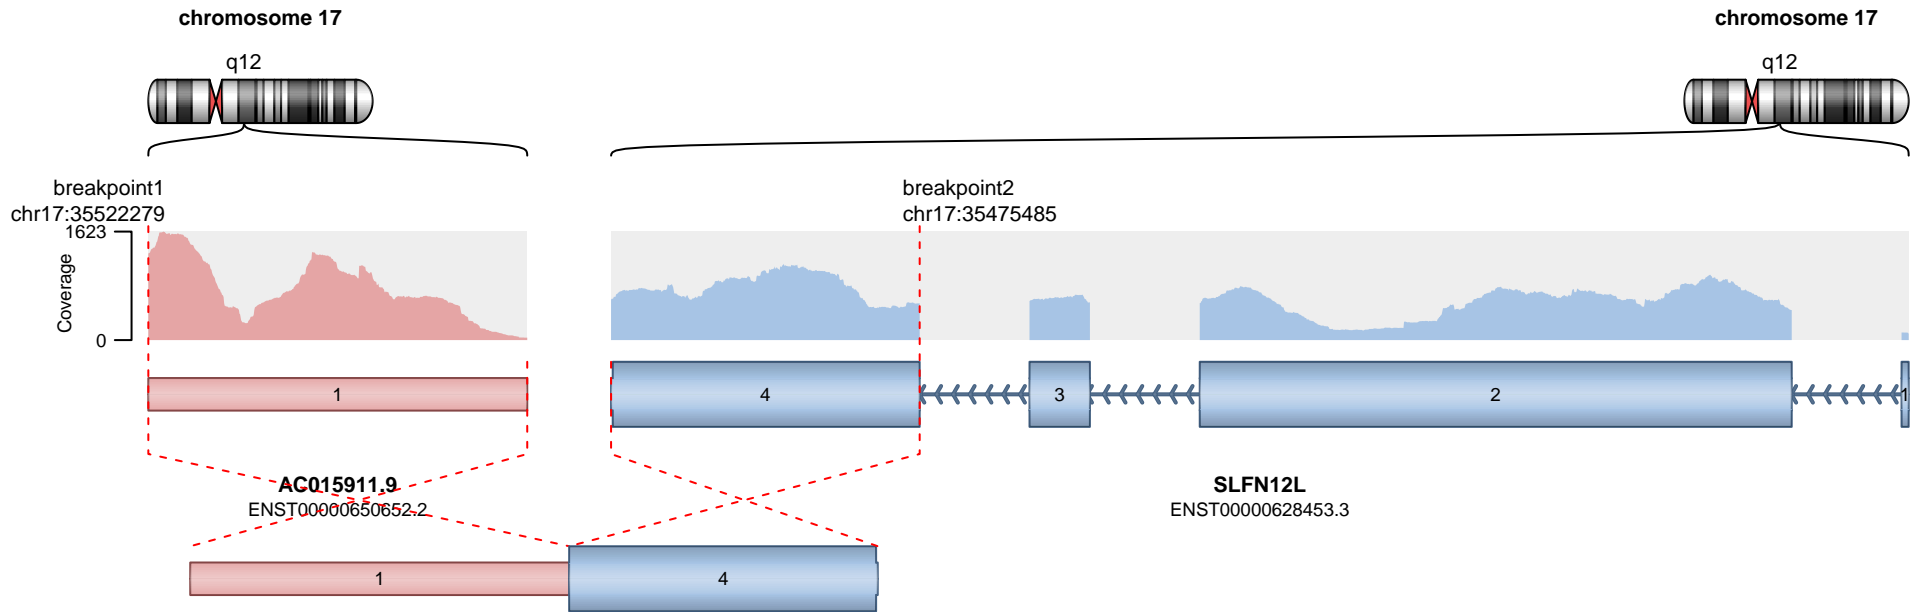 chromosome 17
chromosome 17
q12
q12
breakpoint1
chr17:35522279
breakpoint2
chr17:35475485
1623
Coverage
0
1
4
3
2
1
AC015911.9
ENST00000650652.2
SLFN12L
ENST00000628453.3
1
4